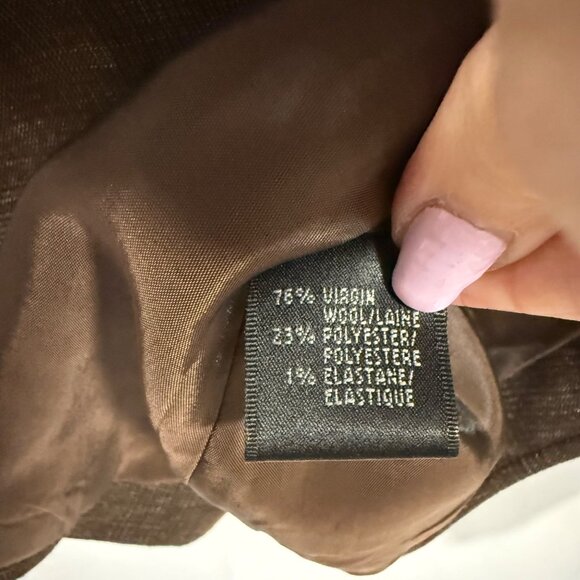 76% VIRGIN
WOOL/LAINE
23% POLYESTER/
POLYESTERE
1% ELASTANE/
ELASTIQUE